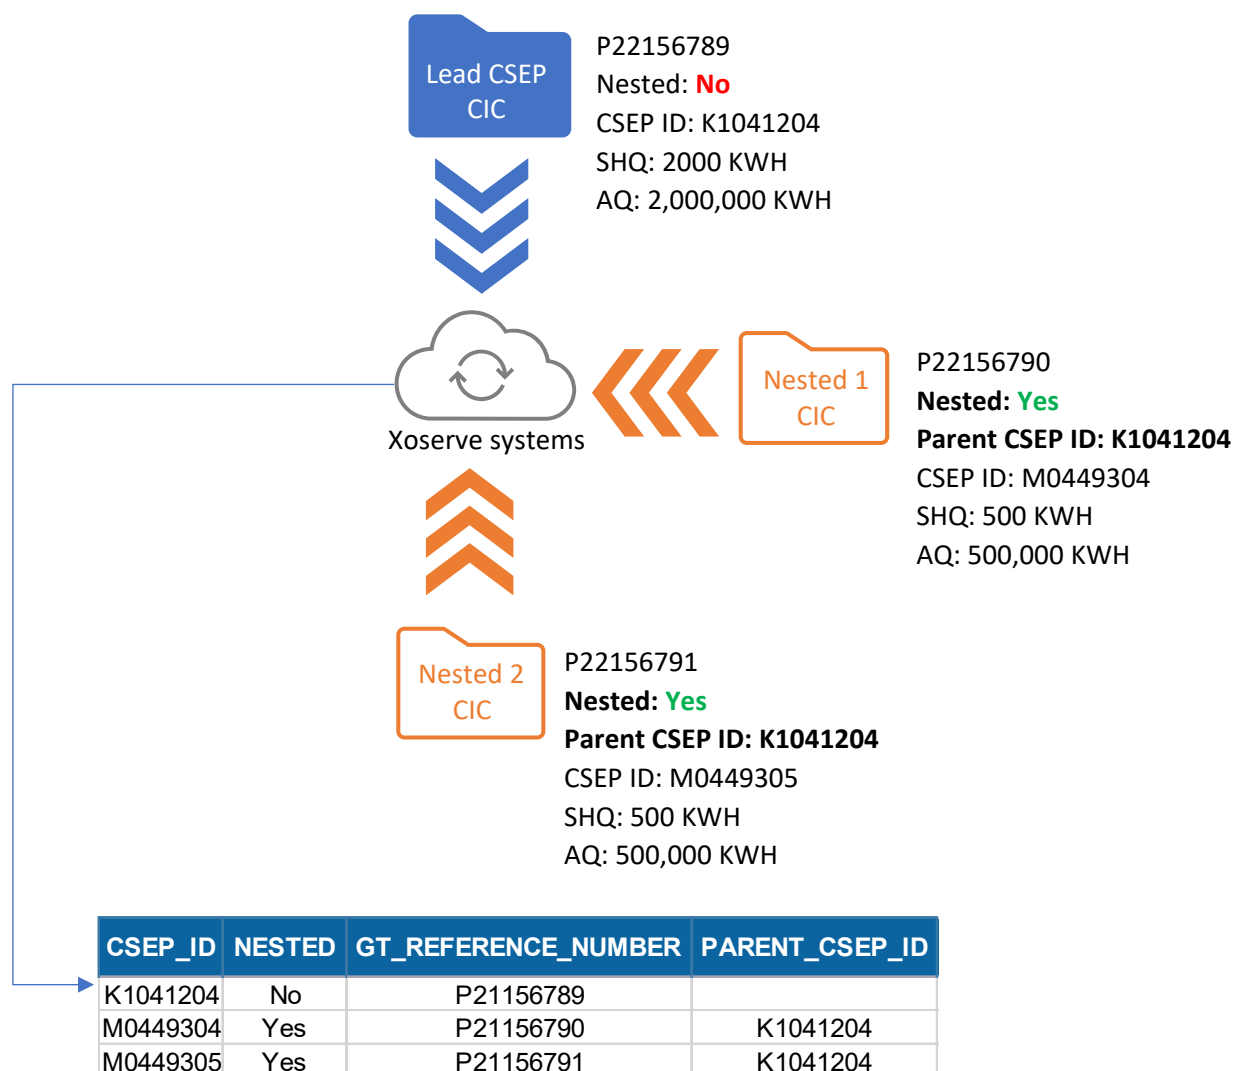 Lead CSEP
CIC
P22156789
Nested: No
CSEP ID: K1041204
SHQ: 2000 KWH
AQ: 2,000,000 KWH
Xoserve systems
Nested 1
CIC
P22156790
Nested: Yes
Parent CSEP ID: K1041204
CSEP ID: M0449304
SHQ: 500 KWH
AQ: 500,000 KWH
Nested 2
CIC
P22156791
Nested: Yes
Parent CSEP ID: K1041204
CSEP ID: M0449305
SHQ: 500 KWH
AQ: 500,000 KWH
CSEP_ID NESTED GT_REFERENCE_NUMBER PARENT_CSEP_ID
K1041204 No P21156789
M0449304 Yes P21156790 K1041204
M0449305 Yes P21156791 K1041204